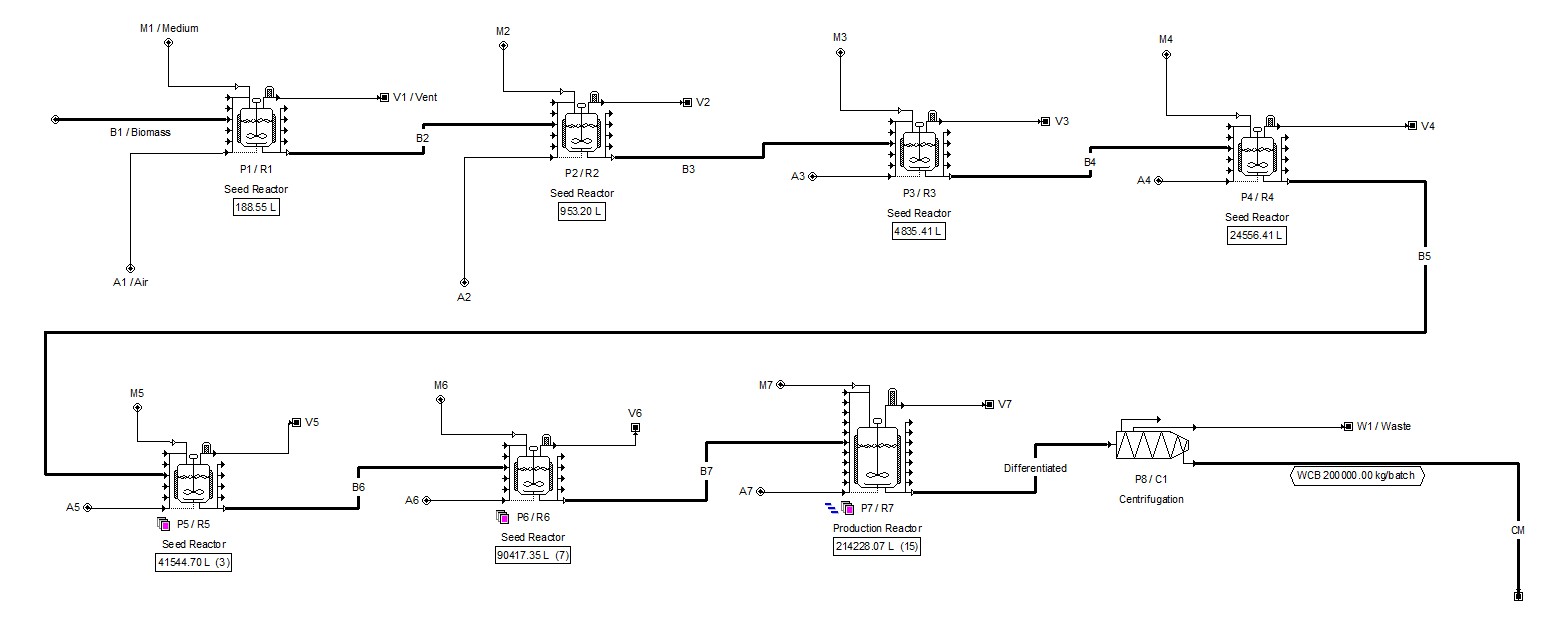 M1 / Medium
M2
M3
M4
V1 / Vent
V2
V3
V4
B1 / Biomass
B2
B3
B4
P1 / R1
Seed Reactor
188.55 L
P2 / R2
Seed Reactor
953.20 L
A3
P3 / R3
Seed Reactor
4835.41 L
A4
P4 / R4
Seed Reactor
24556.41 L
A1 / Air
A2
B5
M5
M6
M7
V5
V6
V7
W1 / Waste
B6
B7
Differentiated
WCB 200000.00 kg/batch
P8 / C1
Centrifugation
A5
P5 / R5
Seed Reactor
41544.70 L (3)
A6
P6 / R6
Seed Reactor
90417.35 L (7)
A7
P7 / R7
Production Reactor
214228.07 L (15)
CM